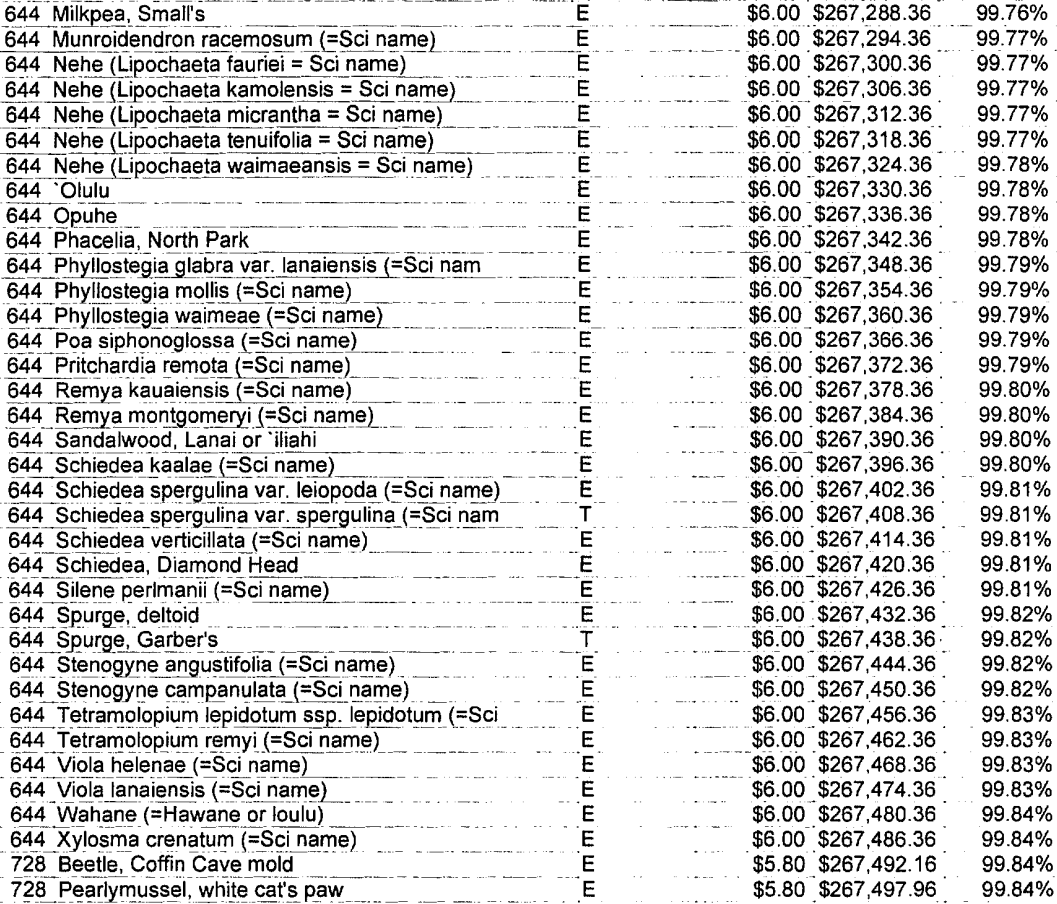 644 Milkpea, Small's E $6.00 $267,288.36 99.76%
644 Munroidendron racemosum (=Sci name) E $6.00 $267,294.36 99.77%
644 Nehe (Lipochaeta fauriei = Sci name) E $6.00 $267,300.36 99.77%
644 Nehe (Lipochaeta kamolensis = Sci name) E $6.00 $267,306.36 99.77%
644 Nehe (Lipochaeta micrantha = Sci name) E $6.00 $267,312.36 99.77%
644 Nehe (Lipochaeta tenuifolia = Sci name) E $6.00 $267,318.36 99.77%
644 Nehe (Lipochaeta waimaeansis = Sci name) E $6.00 $267,324.36 99.78%
644 `Olulu E $6.00 $267,330.36 99.78%
644 Opuhe E $6.00 $267,336.36 99.78%
644 Phacelia, North Park E $6.00 $267,342.36 99.78%
644 Phyllostegia glabra var. lanaiensis (=Sci nam E $6.00 $267,348.36 99.79%
644 Phyllostegia mollis (=Sci name) E $6.00 $267,354.36 99.79%
644 Phyllostegia waimeae (=Sci name) E $6.00 $267,360.36 99.79%
644 Poa siphonoglossa (=Sci name) E $6.00 $267,366.36 99.79%
644 Pritchardia remota (=Sci name) E $6.00 $267,372.36 99.79%
644 Remya kauaiensis (=Sci name) E $6.00 $267,378.36 99.80%
644 Remya montgomeryi (=Sci name) E $6.00 $267,384.36 99.80%
644 Sandalwood, Lanai or `iliahi E $6.00 $267,390.36 99.80%
644 Schiedea kaalae (=Sci name) E $6.00 $267,396.36 99.80%
644 Schiedea spergulina var. leiopoda (=Sci name) E $6.00 $267,402.36 99.81%
644 Schiedea spergulina var. spergulina (=Sci nam T $6.00 $267,408.36 99.81%
644 Schiedea verticillata (=Sci name) E $6.00 $267,414.36 99.81%
644 Schiedea, Diamond Head E $6.00 $267,420.36 99.81%
644 Silene perlmanii (=Sci name) E $6.00 $267,426.36 99.81%
644 Spurge, deltoid E $6.00 $267,432.36 99.82%
644 Spurge, Garber's T $6.00 $267,438.36 99.82%
644 Stenogyne angustifolia (=Sci name) E $6.00 $267,444.36 99.82%
644 Stenogyne campanulata (=Sci name) E $6.00 $267,450.36 99.82%
644 Tetramolopium lepidotum ssp. lepidotum (=Sci E $6.00 $267,456.36 99.83%
644 Tetramolopium remyi (=Sci name) E $6.00 $267,462.36 99.83%
644 Viola helenae (=Sci name) E $6.00 $267,468.36 99.83%
644 Viola lanaiensis (=Sci name) E $6.00 $267,474.36 99.83%
644 Wahane (=Hawane or loulu) E $6.00 $267,480.36 99.84%
644 Xylosma crenatum (=Sci name) E $6.00 $267,486.36 99.84%
728 Beetle, Coffin Cave mold E $5.80 $267,492.16 99.84%
728 Pearlymussel, white cat's paw E $5.80 $267,497.96 99.84%